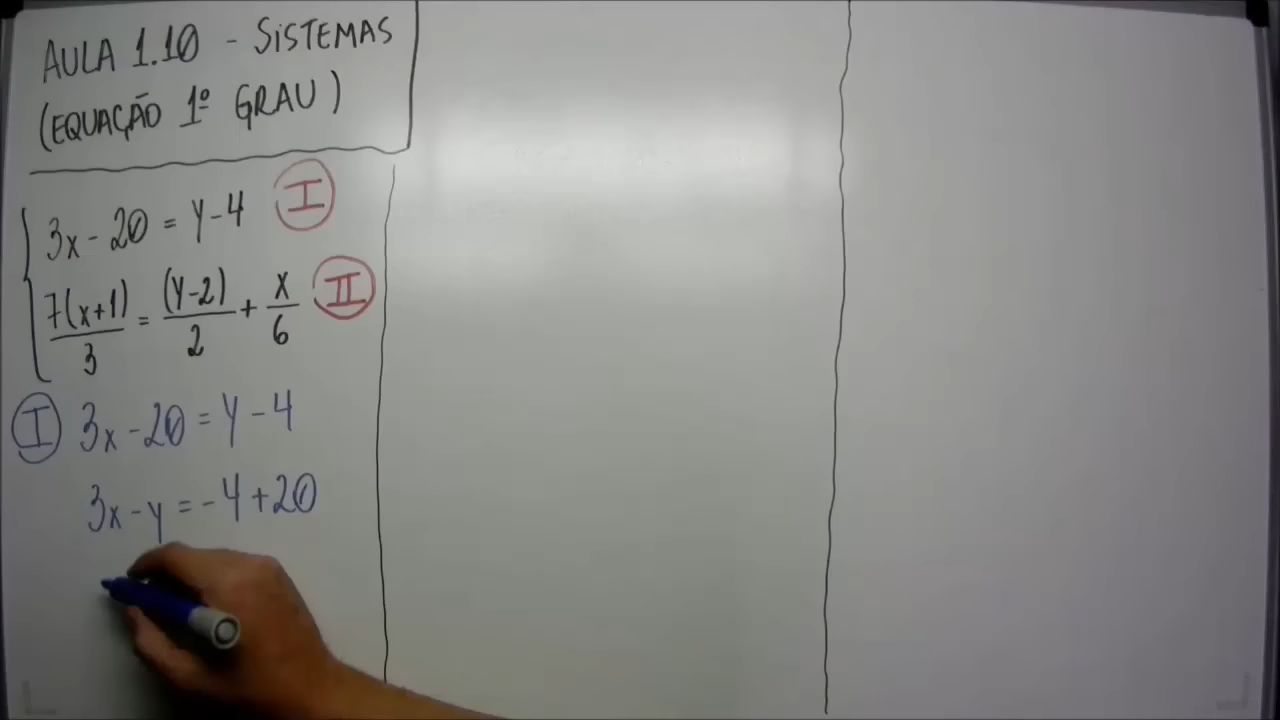 AULA 1.10 - SiSTEMAS
(EQUAÇÃO 1º GRAU)
3x - 20 = y - 4 I
7(x+1)/3 = (y-2)/2 + x/6 II
I 3x - 20 = y - 4
3x - y = -4 + 20